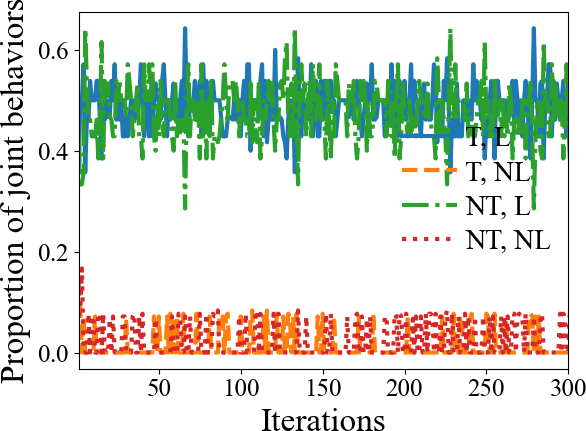 Proportion of joint behaviors
0.6
0.4
0.2
0.0
T, L
T, NL
NT, L
NT, NL
50
100
150
200
250
300
Iterations